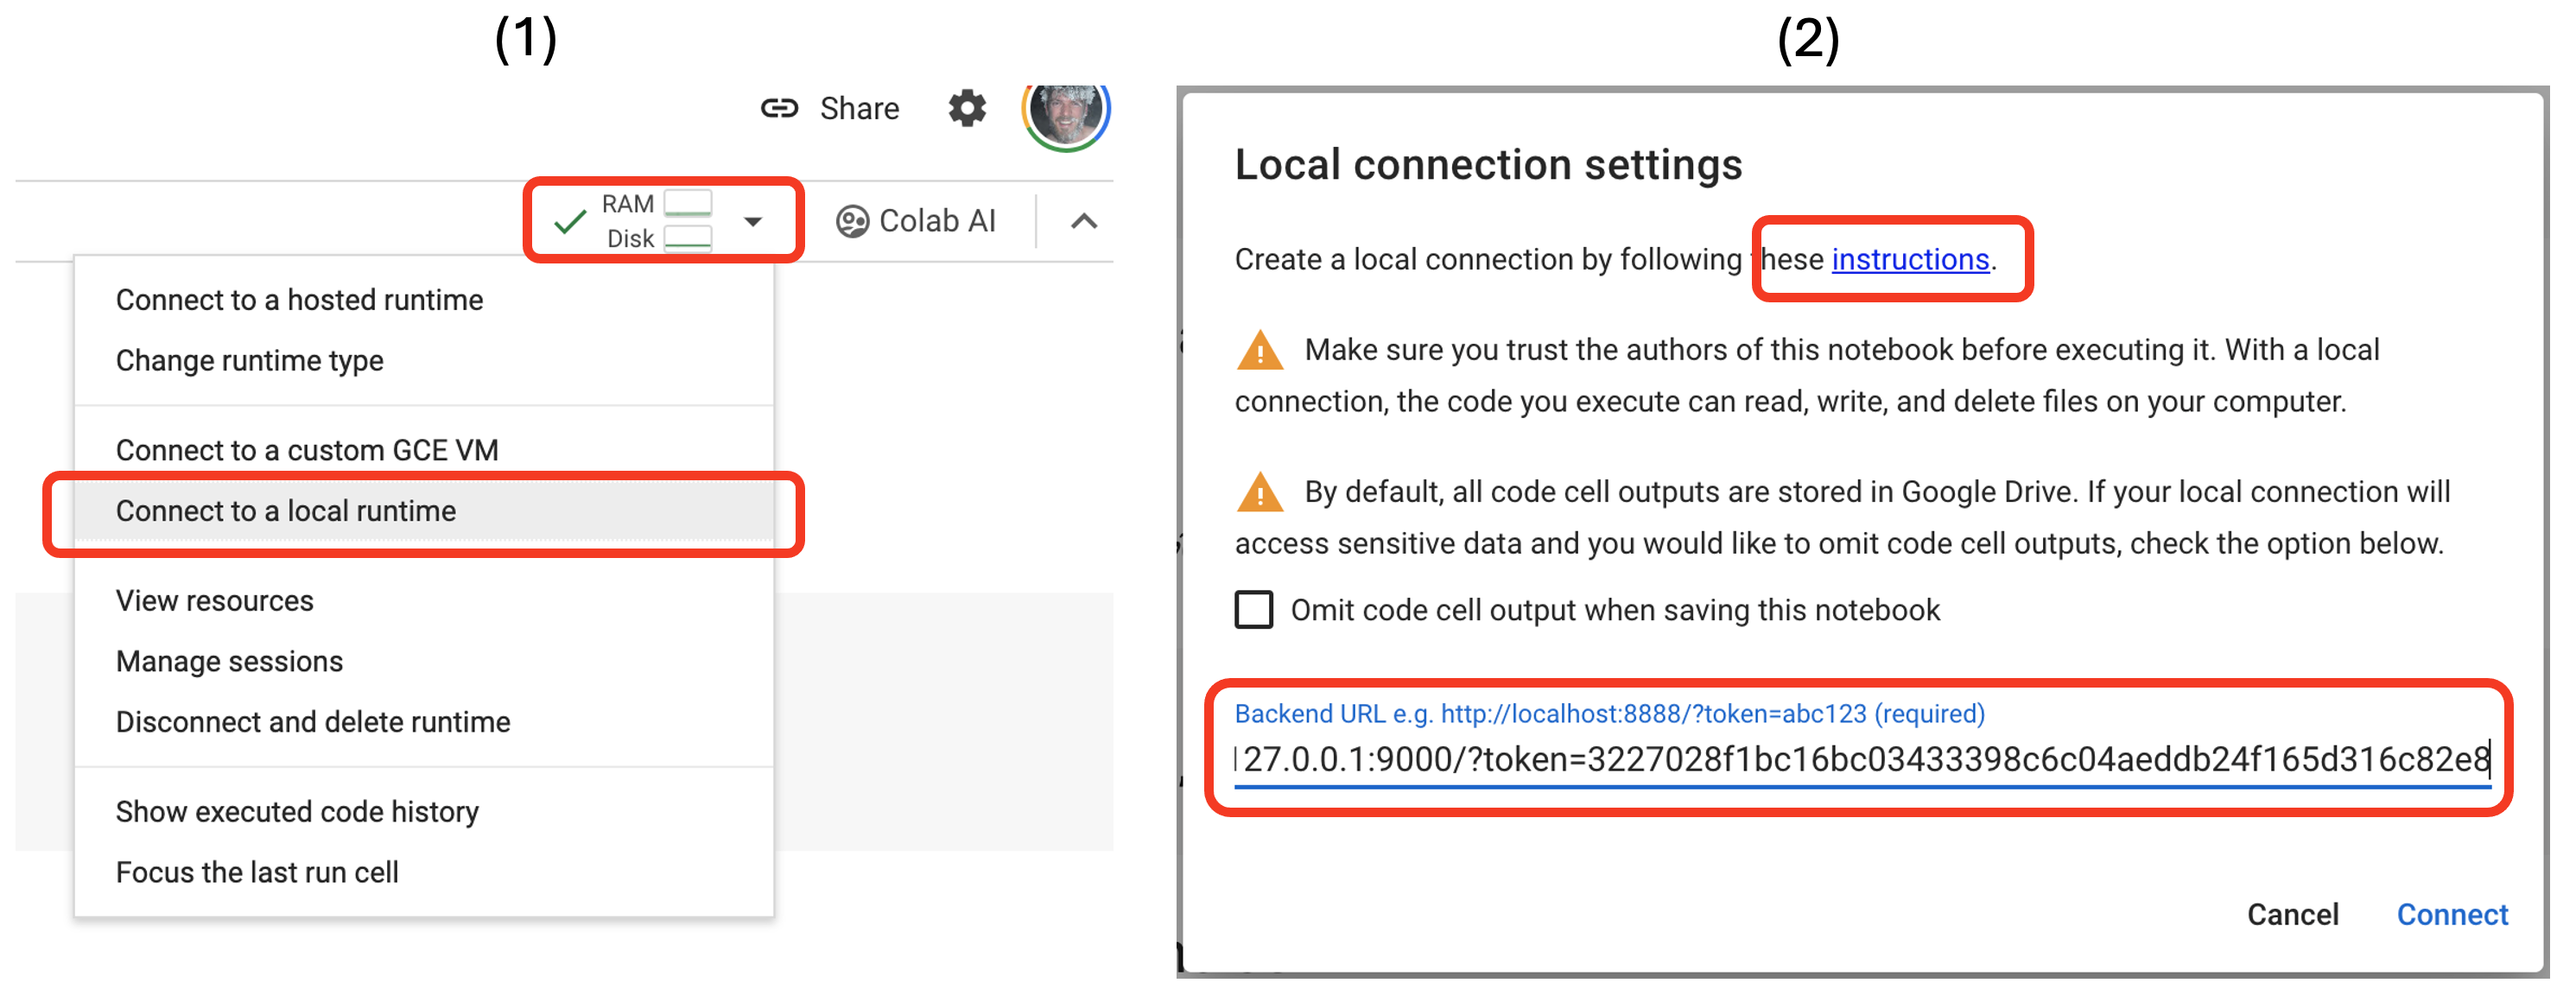 (1)
Share
RAM
Disk
Colab AI
Connect to a hosted runtime
Change runtime type
Connect to a custom GCE VM
Connect to a local runtime
View resources
Manage sessions
Disconnect and delete runtime
Show executed code history
Focus the last run cell
(2)
Local connection settings
Create a local connection by following these instructions.
Make sure you trust the authors of this notebook before executing it. With a local
connection, the code you execute can read, write, and delete files on your computer.
By default, all code cell outputs are stored in Google Drive. If your local connection will
access sensitive data and you would like to omit code cell outputs, check the option below.
Omit code cell output when saving this notebook
Backend URL e.g. http://localhost:8888/?token=abc123 (required)
127.0.0.1:9000/?token=3227028f1bc16bc03433398c6c04aeddb24f165d316c82e8
Cancel
Connect